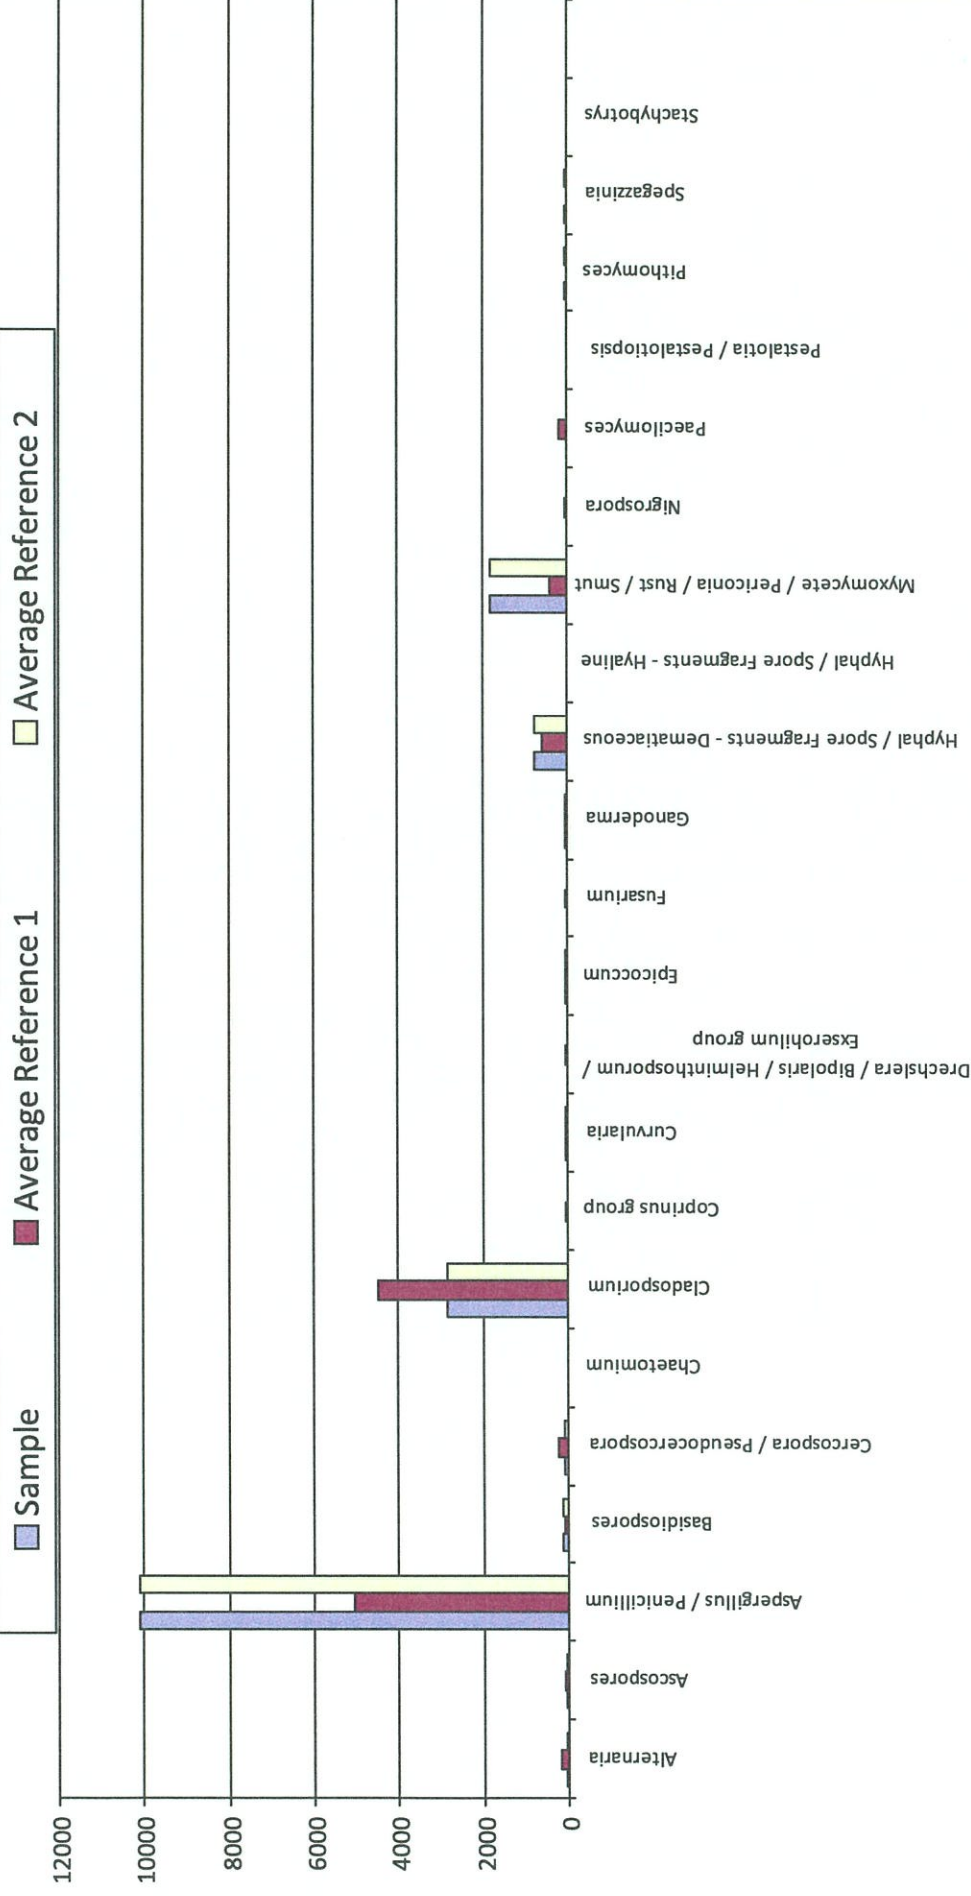 Sample
Average Reference 1
Average Reference 2
12000
10000
8000
6000
4000
2000
0
Alternaria
Ascospores
Aspergillus / Penicillium
Basidiospores
Cercospora / Pseudocercospora
Chaetomium
Cladosporium
Coprinus group
Curvularia
Drechslera / Bipolaris / Helminthosporum /
Exserohilum group
Epicoccum
Fusarium
Ganoderma
Hyphal / Spore Fragments - Dematiaceous
Hyphal / Spore Fragments - Hyaline
Myxomycete / Periconia / Rust / Smut
Nigrospora
Paecilomyces
Pestalotia / Pestalotiopsis
Pithomyces
Spegazzinia
Stachybotrys